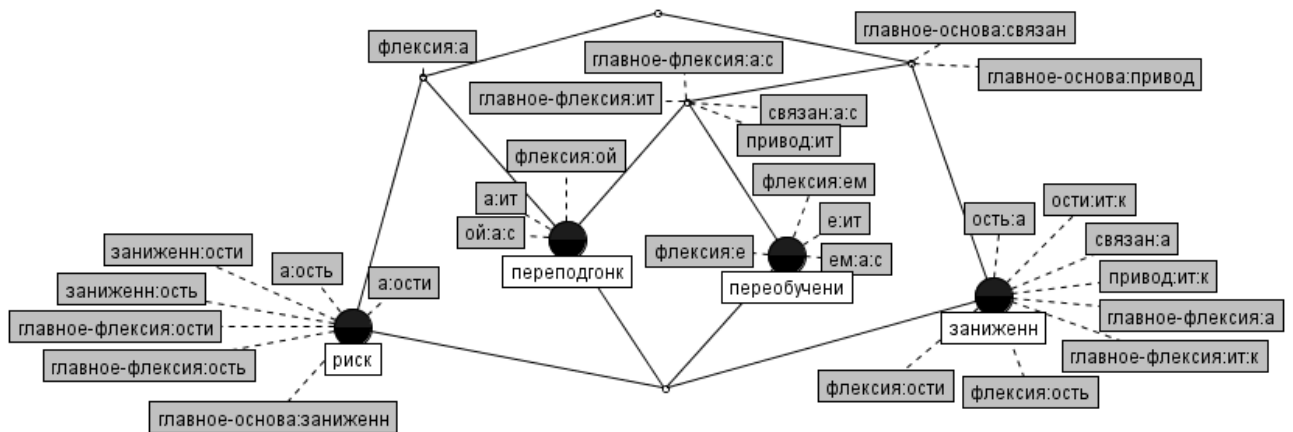 главное-основа:связан
флексия:а
главное-флексия:а:с
главное-основа:привод
главное-флексия:ит
связан:а:с
привод:ит
флексия:ой
флексия:ем
а:ит
ой:а:с
ость:а
ости:ит:к
е:ит
связан:а
флексия:е
ем:а:с
заниженн:ости
а:ость
а:ости
переподгонк
переобучени
привод:ит:к
заниженн:ость
главное-флексия:а
главное-флексия:ости
заниженн
главное-флексия:ит:к
главное-флексия:ость
риск
флексия:ости
флексия:ость
главное-основа:заниженн